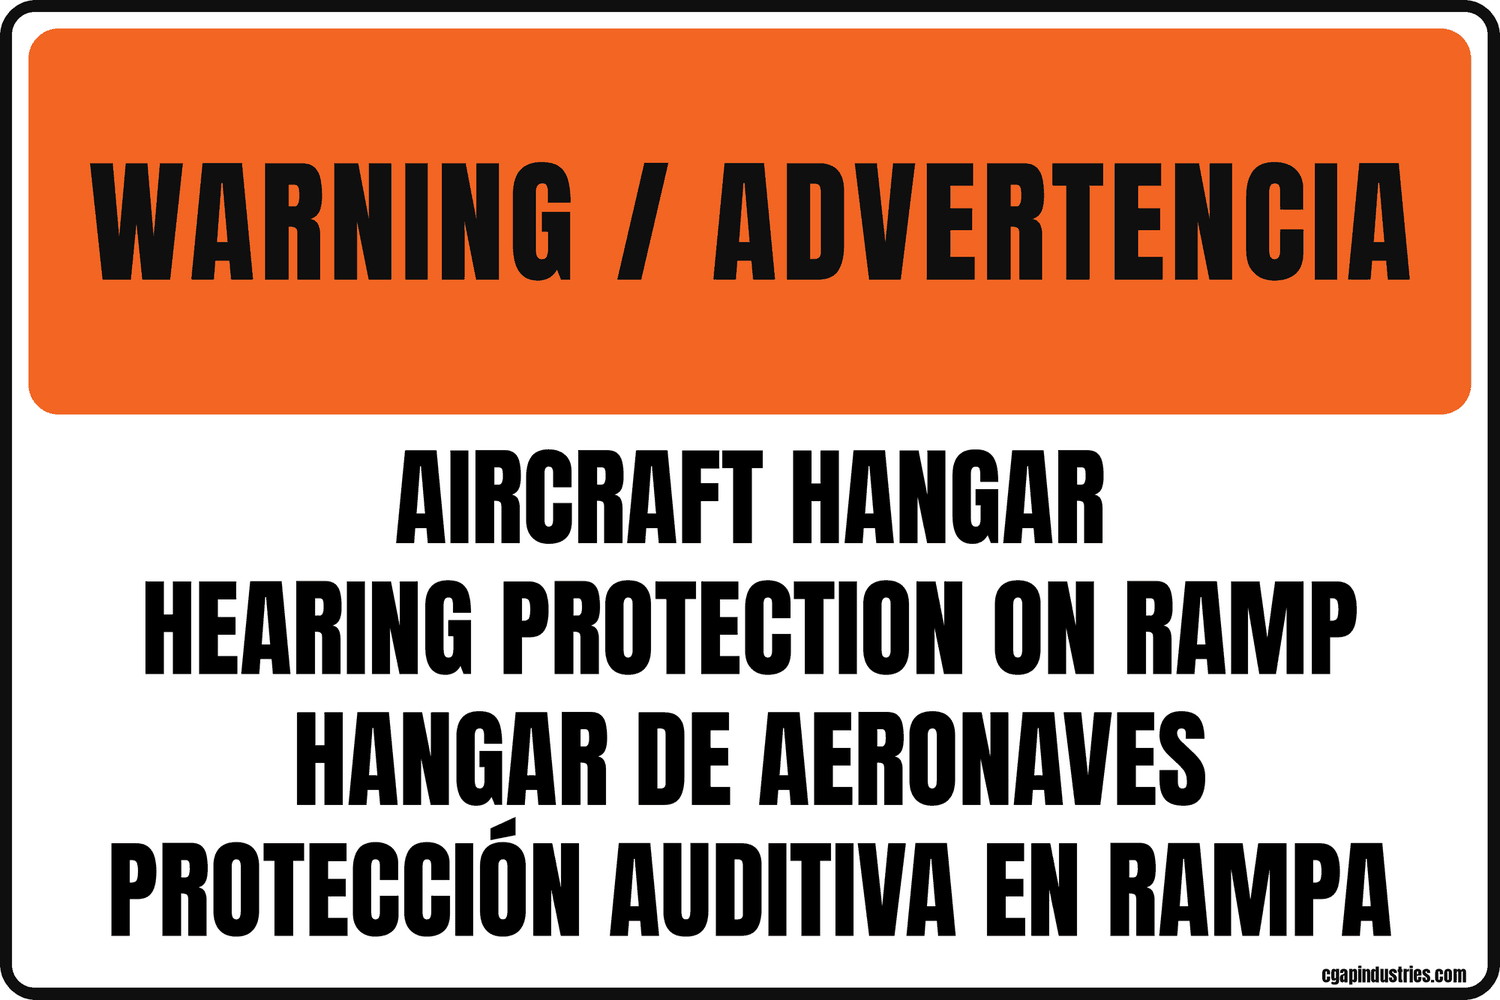 WARNING / ADVERTENCIA
AIRCRAFT HANGAR
HEARING PROTECTION ON RAMP
HANGAR DE AERONAVES
PROTECCIÓN AUDITIVA EN RAMPA
cgapindustries.com